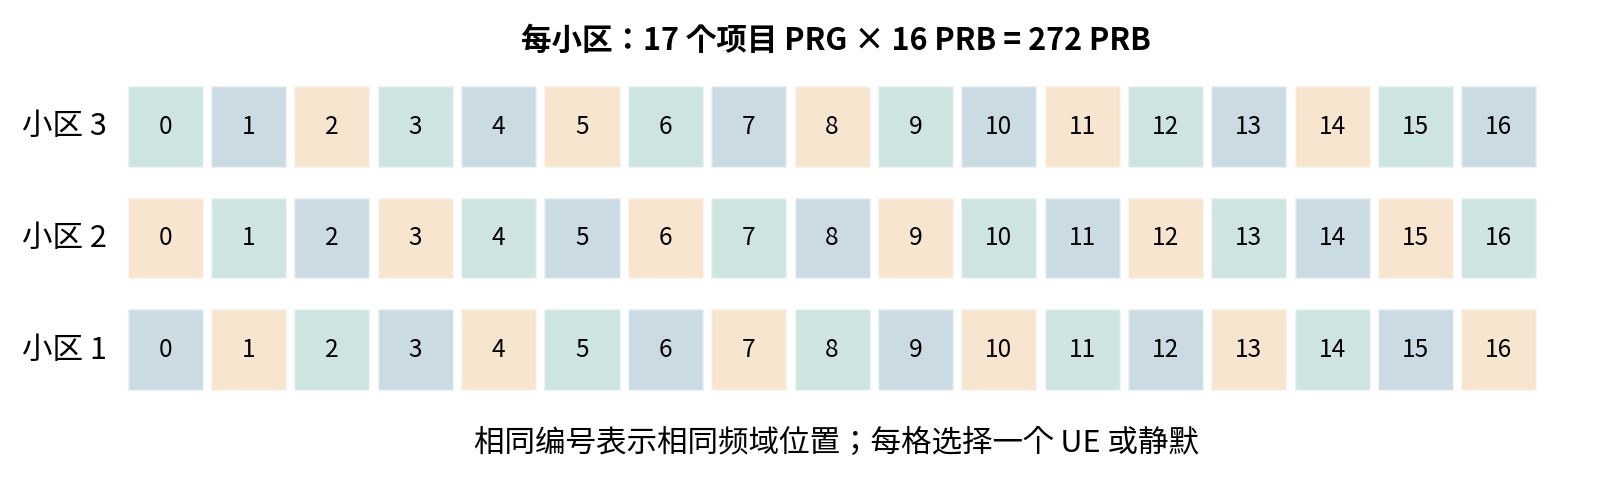 每小区：17 个项目 PRG × 16 PRB = 272 PRB
小区 3 0 1 2 3 4 5 6 7 8 9 10 11 12 13 14 15 16
小区 2 0 1 2 3 4 5 6 7 8 9 10 11 12 13 14 15 16
小区 1 0 1 2 3 4 5 6 7 8 9 10 11 12 13 14 15 16
相同编号表示相同频域位置；每格选择一个 UE 或静默